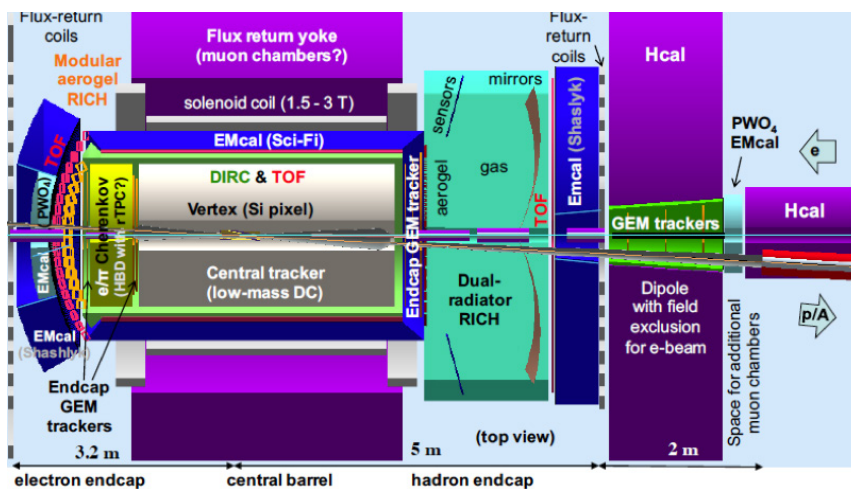 Flux-return
coils
Modular
aerogel
RICH
Flux return yoke
(muon chambers?)
solenoid coil (1.5 - 3 T)
EMcal (Sci-Fi)
DIRC & TOF
Vertex (Si pixel)
Central tracker
(low-mass DC)
TOF
(PWO4)
EMcal
EMcal
(Shashlyk)
e/π Cherenkov
(HBD with rTPC?)
Endcap
GEM
trackers
Endcap GEM tracker
sensors
mirrors
aerogel
gas
Dual-
radiator
RICH
TOF
Emcal (Shaslyk)
Flux-
return
coils
Hcal
PWO4
EMcal
e
GEM trackers
Hcal
Dipole
with field
exclusion
for e-beam
p/A
Space for additional
muon chambers
(top view)
3.2 m
5 m
2 m
electron endcap
central barrel
hadron endcap